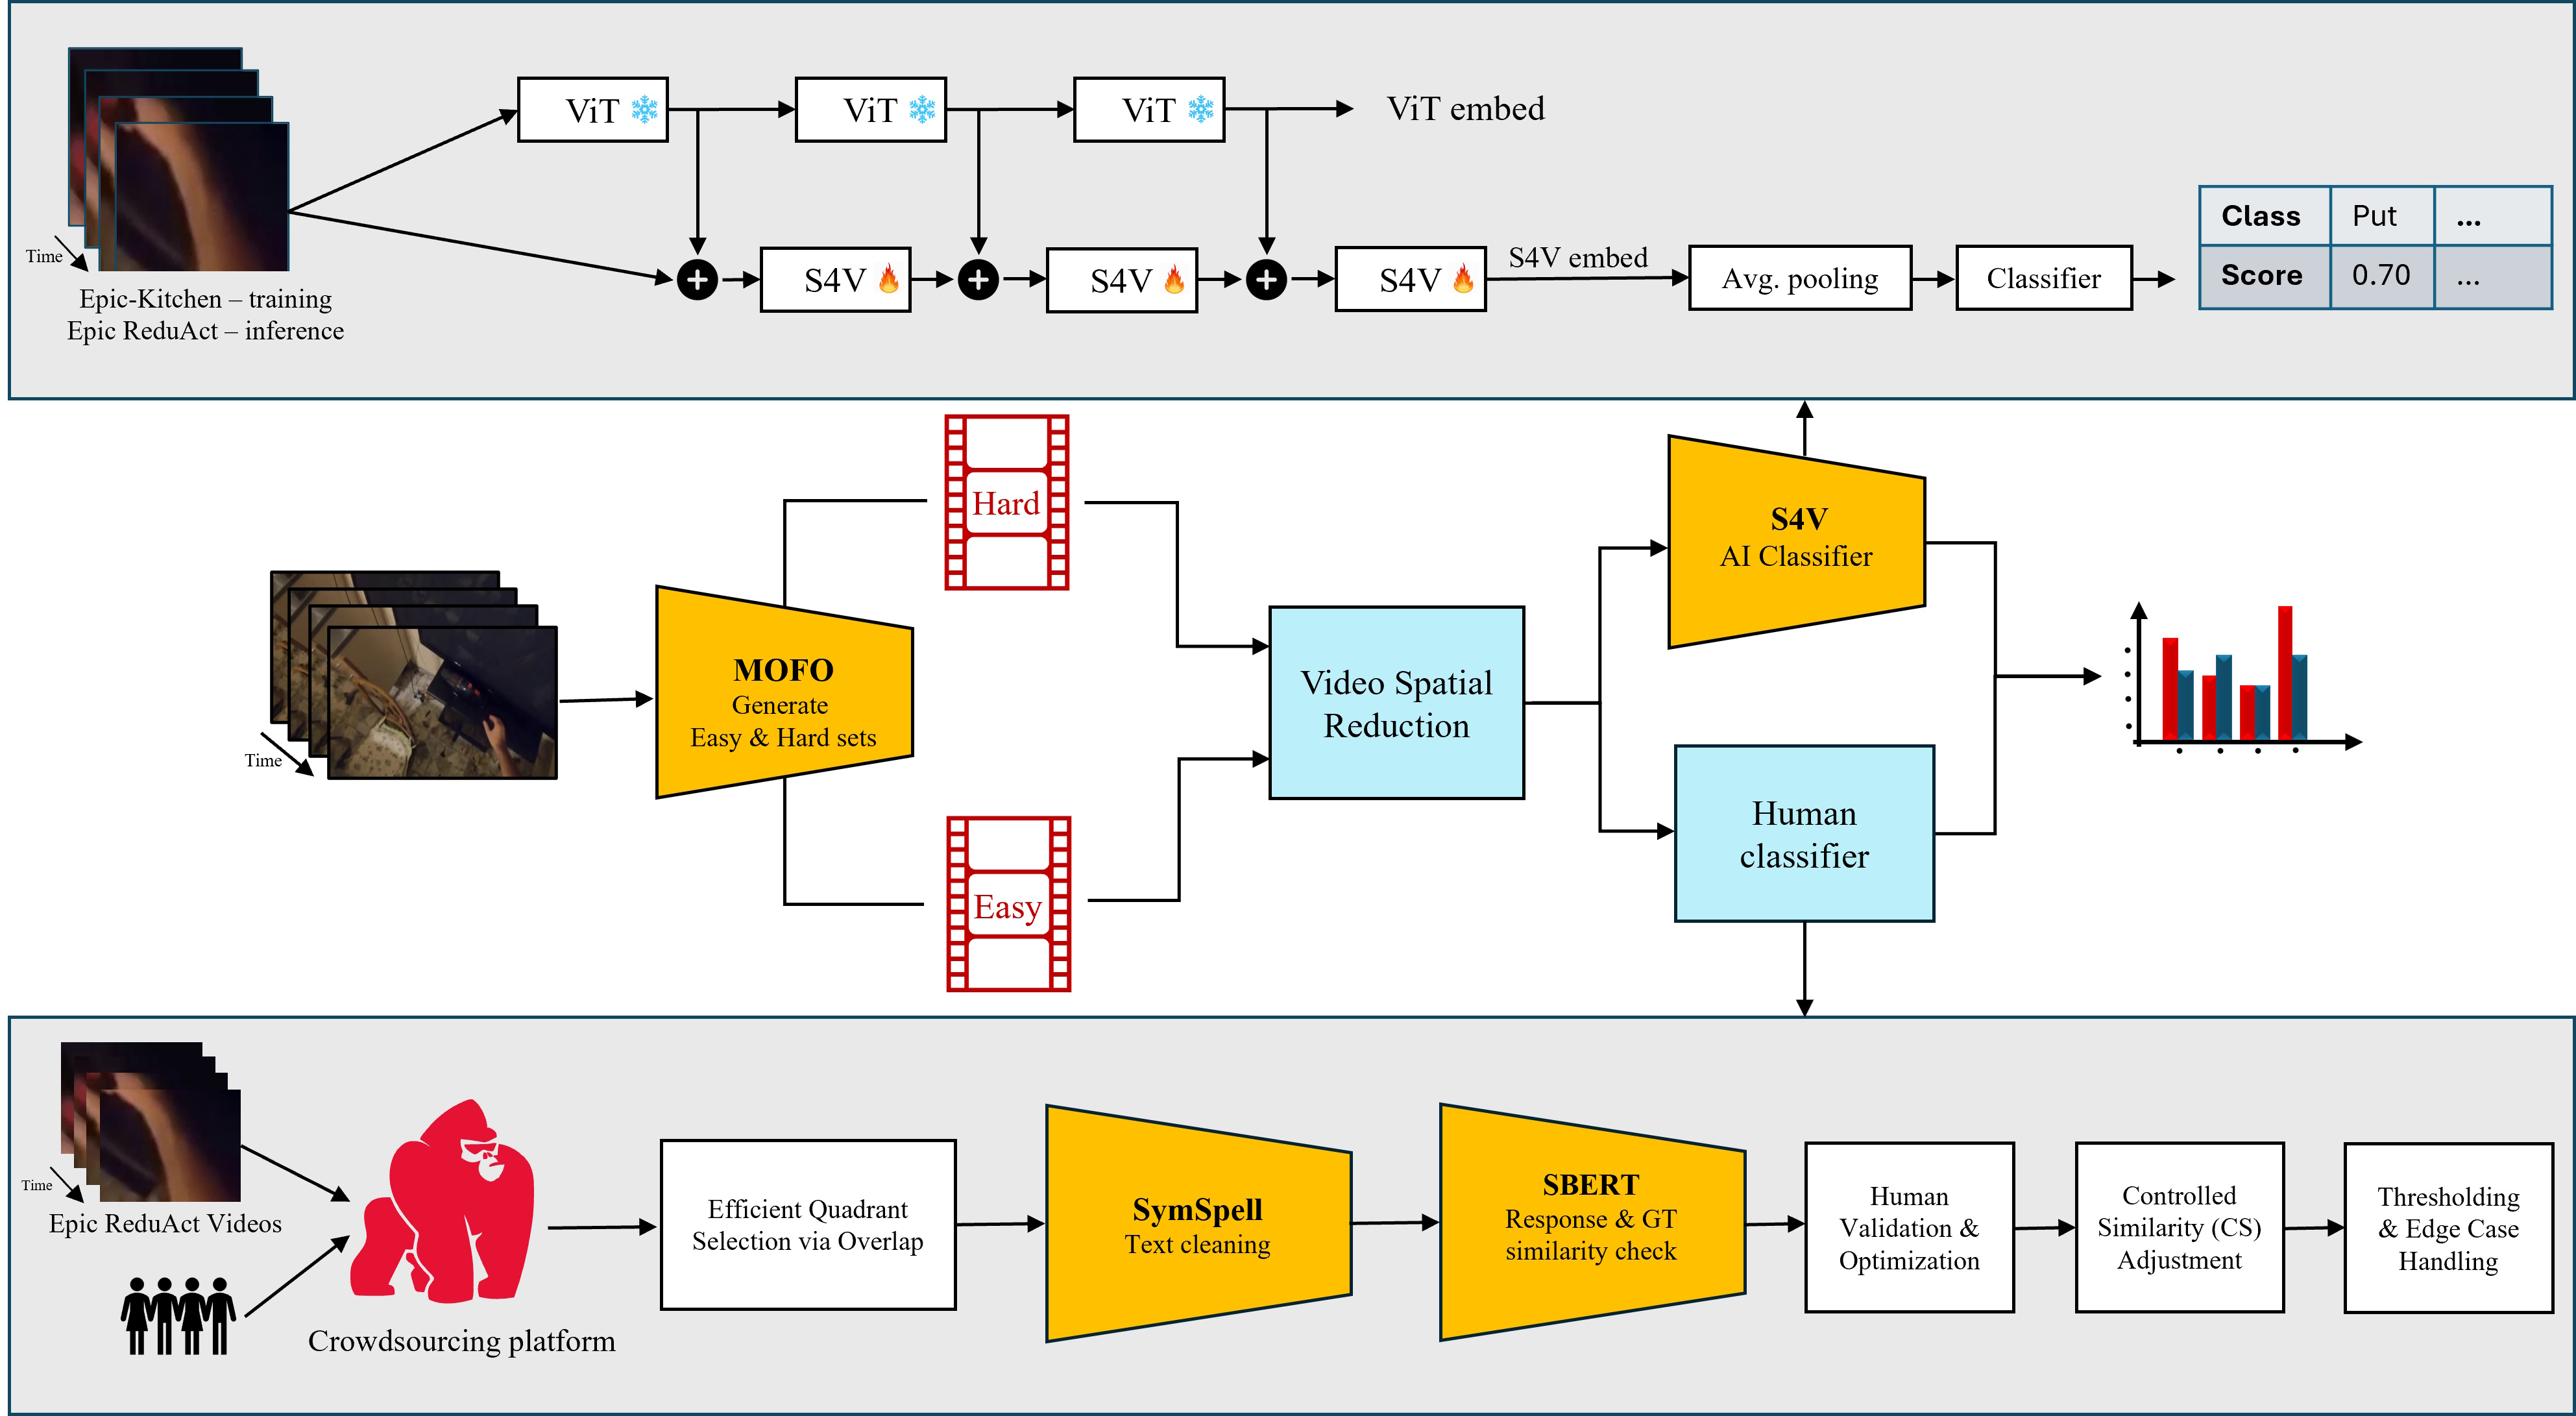 ViT
ViT
ViT
ViT embed
Time
Epic-Kitchen – training
Epic ReduAct – inference
S4V
S4V
S4V
S4V embed
Avg. pooling
Classifier
Class Put ...
Score 0.70 ...
Hard
Time
MOFO
Generate
Easy & Hard sets
Easy
Video Spatial
Reduction
S4V
AI Classifier
Human
classifier
Time
Epic ReduAct Videos
Crowdsourcing platform
Efficient Quadrant
Selection via Overlap
SymSpell
Text cleaning
SBERT
Response & GT
similarity check
Human
Validation &
Optimization
Controlled
Similarity (CS)
Adjustment
Thresholding
& Edge Case
Handling